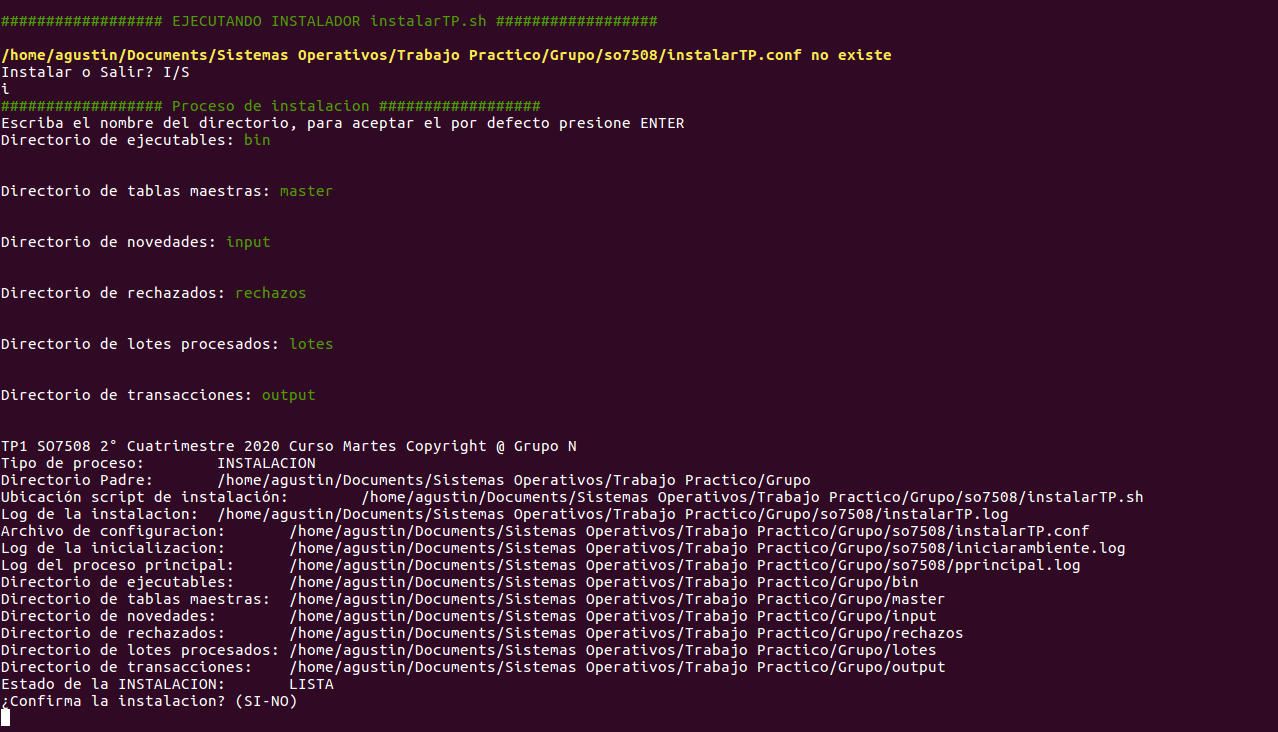 ################## EJECUTANDO INSTALADOR instalarTP.sh ##################
/home/agustin/Documents/Sistemas Operativos/Trabajo Practico/Grupo/so7508/instalarTP.conf no existe
Instalar o Salir? I/S
i
################## Proceso de instalacion ##################
Escriba el nombre del directorio, para aceptar el por defecto presione ENTER
Directorio de ejecutables: bin
Directorio de tablas maestras: master
Directorio de novedades: input
Directorio de rechazados: rechazos
Directorio de lotes procesados: lotes
Directorio de transacciones: output
TP1 SO7508 2° Cuatrimestre 2020 Curso Martes Copyright @ Grupo N
Tipo de proceso: INSTALACION
Directorio Padre: /home/agustin/Documents/Sistemas Operativos/Trabajo Practico/Grupo
Ubicación script de instalación: /home/agustin/Documents/Sistemas Operativos/Trabajo Practico/Grupo/so7508/instalarTP.sh
Log de la instalacion: /home/agustin/Documents/Sistemas Operativos/Trabajo Practico/Grupo/so7508/instalarTP.log
Archivo de configuracion: /home/agustin/Documents/Sistemas Operativos/Trabajo Practico/Grupo/so7508/instalarTP.conf
Log de la inicializacion: /home/agustin/Documents/Sistemas Operativos/Trabajo Practico/Grupo/so7508/iniciarambiente.log
Log del proceso principal: /home/agustin/Documents/Sistemas Operativos/Trabajo Practico/Grupo/so7508/pprincipal.log
Directorio de ejecutables: /home/agustin/Documents/Sistemas Operativos/Trabajo Practico/Grupo/bin
Directorio de tablas maestras: /home/agustin/Documents/Sistemas Operativos/Trabajo Practico/Grupo/master
Directorio de novedades: /home/agustin/Documents/Sistemas Operativos/Trabajo Practico/Grupo/input
Directorio de rechazados: /home/agustin/Documents/Sistemas Operativos/Trabajo Practico/Grupo/rechazos
Directorio de lotes procesados: /home/agustin/Documents/Sistemas Operativos/Trabajo Practico/Grupo/lotes
Directorio de transacciones: /home/agustin/Documents/Sistemas Operativos/Trabajo Practico/Grupo/output
Estado de la INSTALACION: LISTA
¿Confirma la instalacion? (SI-NO)